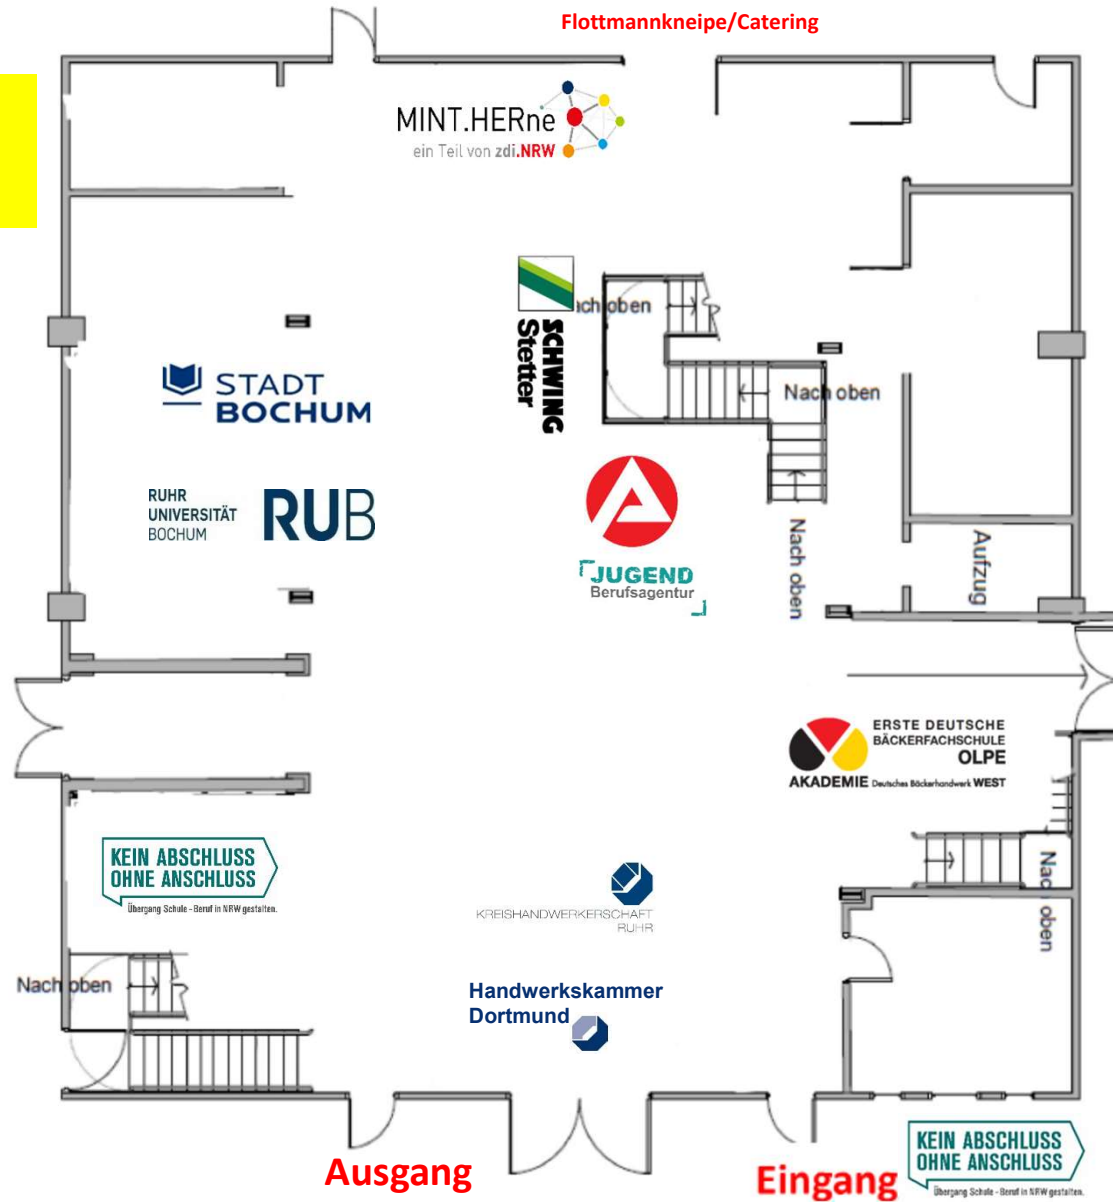 Flottmannkneipe/Catering
MINT.HERne
ein Teil von zdi.NRW
SCHWING
Stetter
ach oben
Nach oben
STADT
BOCHUM
RUHR
UNIVERSITÄT
BOCHUM
RUB
JUGEND
Berufsagentur
Nach oben
Aufzug
ERSTE DEUTSCHE
BÄCKERFACHSCHULE
OLPE
AKADEMIE Deutsches Bäckerhandwerk WEST
KEIN ABSCHLUSS
OHNE ANSCHLUSS
Übergang Schule - Beruf in NRW gestalten.
Nach oben
KREISHANDWERKERSCHAFT
RUHR
Nach oben
Handwerkskammer
Dortmund
Ausgang
Eingang
KEIN ABSCHLUSS
OHNE ANSCHLUSS
Übergang Schule - Beruf in NRW gestalten.